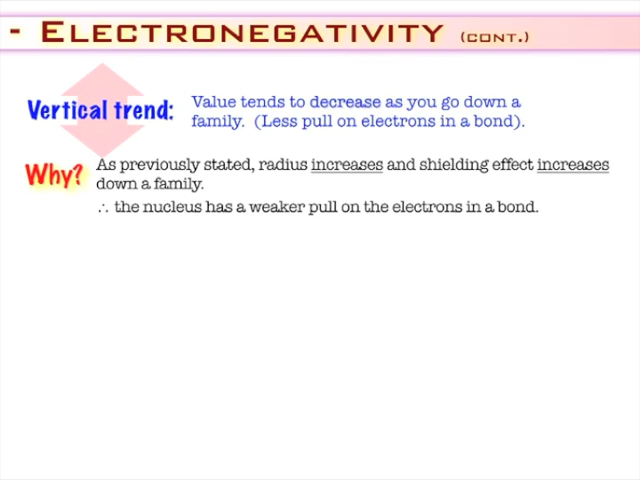 - ELECTRONEGATIVITY (CONT.)
Vertical trend:
Value tends to decrease as you go down a
family. (Less pull on electrons in a bond).
Why?
As previously stated, radius increases and shielding effect increases
down a family.
∴ the nucleus has a weaker pull on the electrons in a bond.